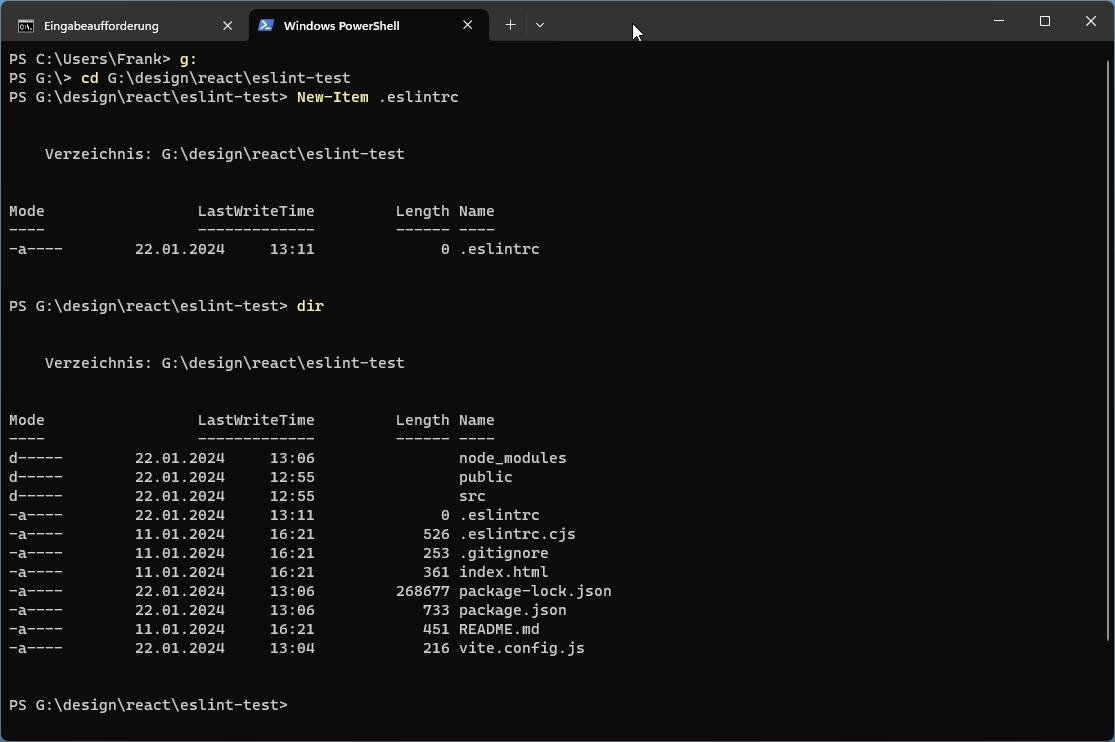 Eingabeaufforderung
Windows PowerShell
PS C:\Users\Frank> g:
PS G:\> cd G:\design\react\eslint-test
PS G:\design\react\eslint-test> New-Item .eslintrc
Verzeichnis: G:\design\react\eslint-test
Mode                 LastWriteTime         Length Name
----                 -------------         ------ ----
-a----        22.01.2024     13:11              0 .eslintrc
PS G:\design\react\eslint-test> dir
Verzeichnis: G:\design\react\eslint-test
Mode                 LastWriteTime         Length Name
----                 -------------         ------ ----
d-----        22.01.2024     13:06                node_modules
d-----        22.01.2024     12:55                public
d-----        22.01.2024     12:55                src
-a----        22.01.2024     13:11              0 .eslintrc
-a----        11.01.2024     16:21            526 .eslintrc.cjs
-a----        11.01.2024     16:21            253 .gitignore
-a----        11.01.2024     16:21            361 index.html
-a----        22.01.2024     13:06         268677 package-lock.json
-a----        22.01.2024     13:06            733 package.json
-a----        11.01.2024     16:21            451 README.md
-a----        22.01.2024     13:04            216 vite.config.js
PS G:\design\react\eslint-test>